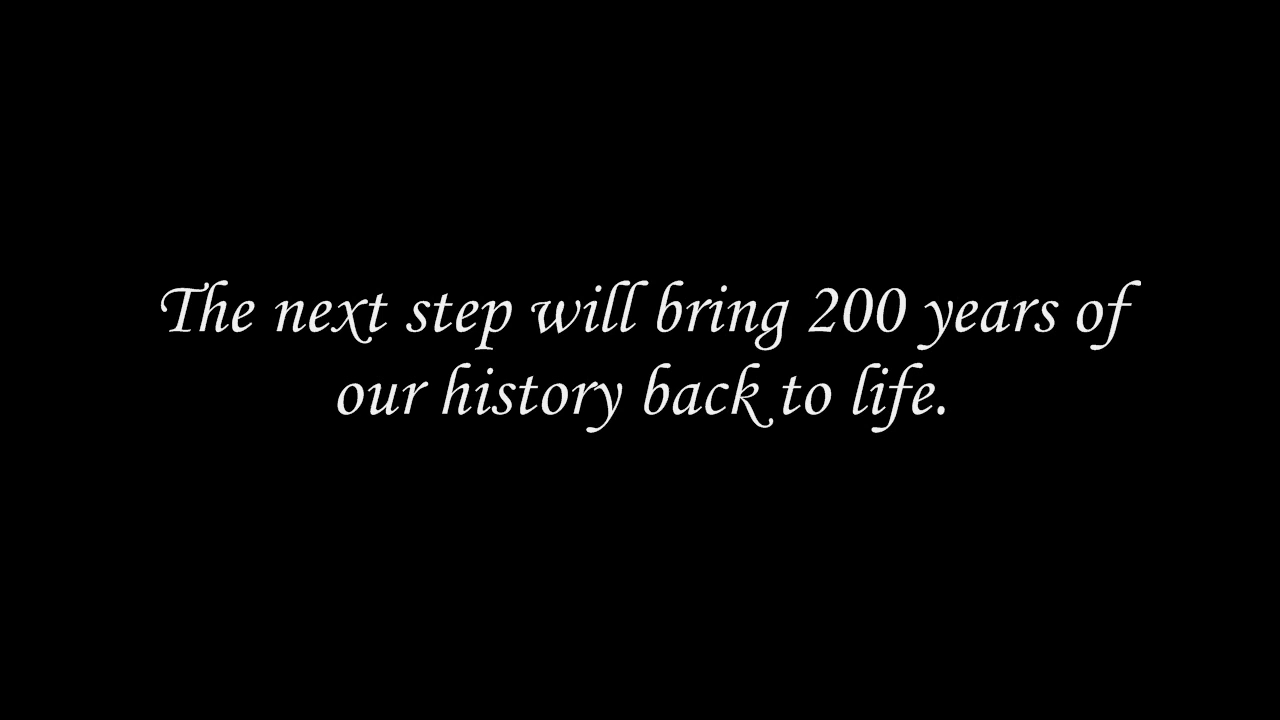 The next step will bring 200 years of
our history back to life.